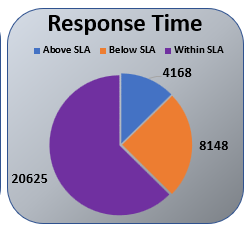 Response Time
Above SLA Below SLA Within SLA
4168
8148
20625